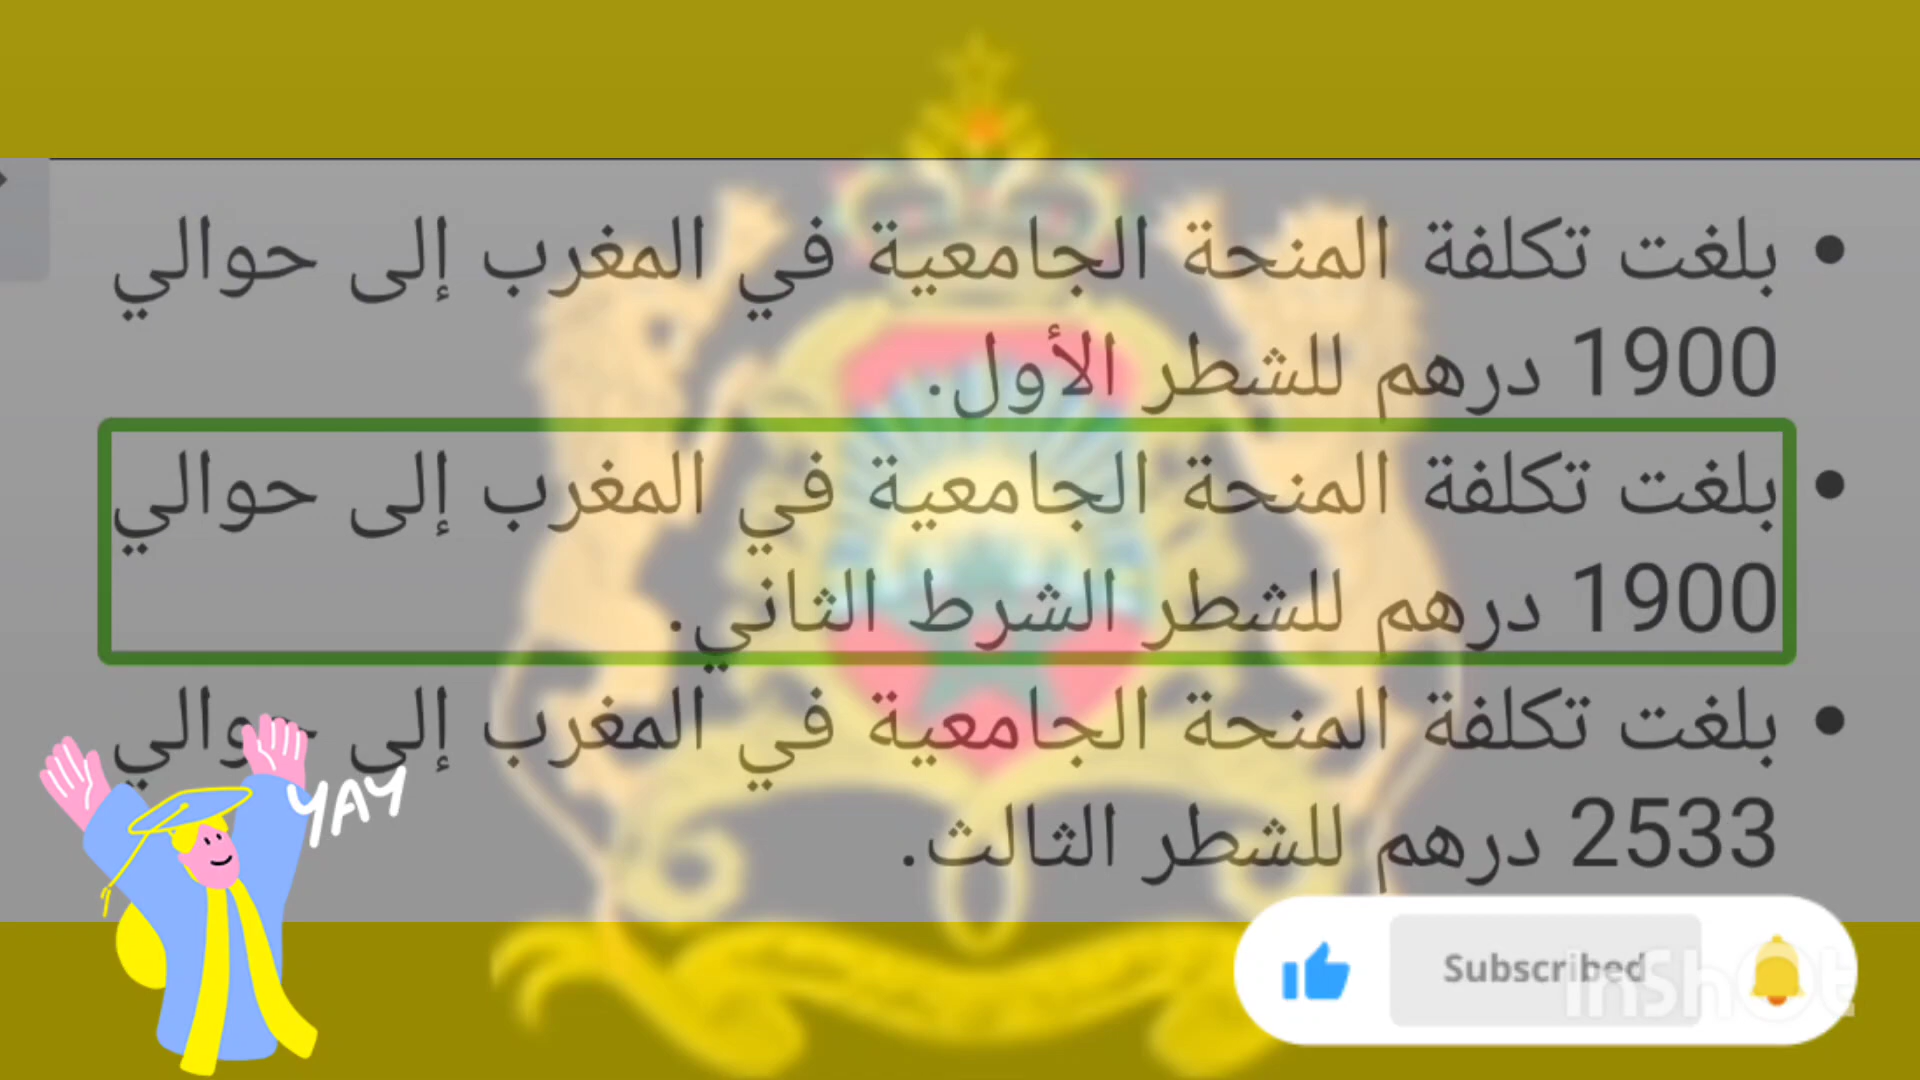 • بلغت تكلفة المنحة الجامعية في المغرب إلى حوالي
1900 درهم للشطر الأول.
• بلغت تكلفة المنحة الجامعية في المغرب إلى حوالي
1900 درهم للشطر الشرط الثاني.
• بلغت تكلفة المنحة الجامعية في المغرب إلى حوالي
2533 درهم للشطر الثالث.
YAY
Subscribed
InShOt